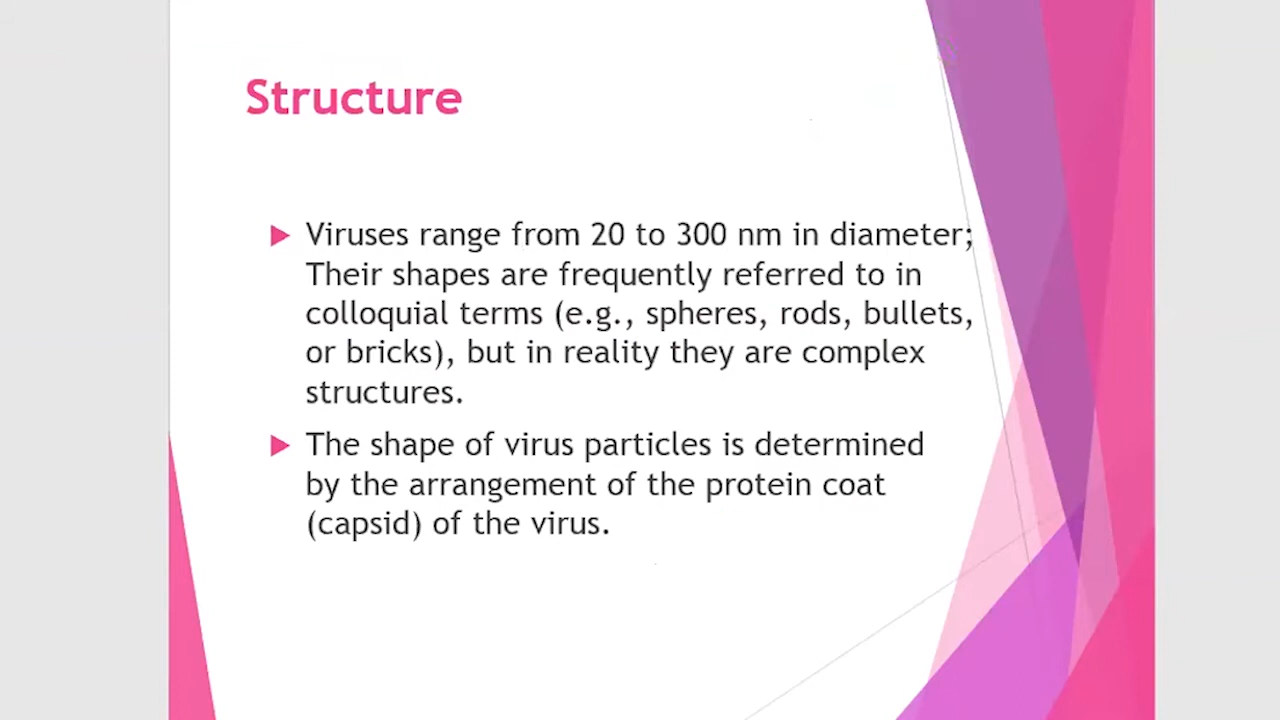 Structure
Viruses range from 20 to 300 nm in diameter;
Their shapes are frequently referred to in
colloquial terms (e.g., spheres, rods, bullets,
or bricks), but in reality they are complex
structures.
The shape of virus particles is determined
by the arrangement of the protein coat
(capsid) of the virus.